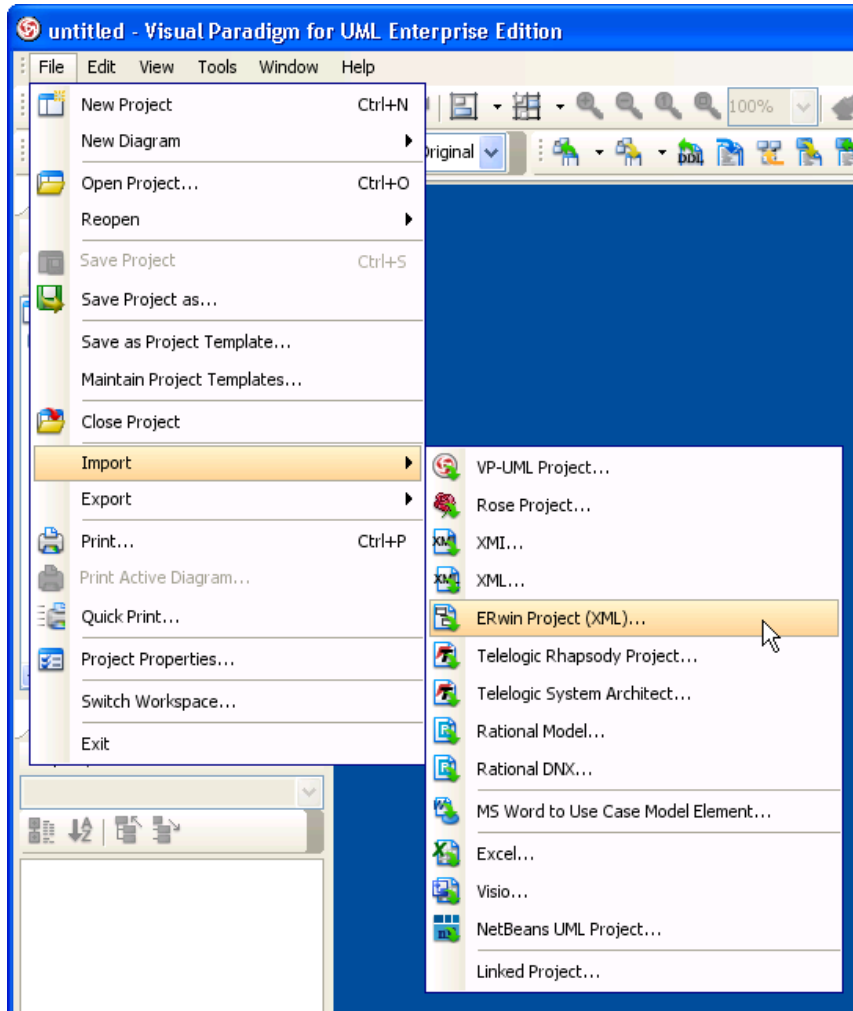 untitled - Visual Paradigm for UML Enterprise Edition
File Edit View Tools Window Help
New Project Ctrl+N
100%
New Diagram
Original
DDL
Open Project... Ctrl+O
Reopen
Save Project Ctrl+S
Save Project as...
Save as Project Template...
Maintain Project Templates...
Close Project
Import
Export
Print... Ctrl+P
Print Active Diagram...
Quick Print...
Project Properties...
Switch Workspace...
Exit
VP-UML Project...
Rose Project...
XMI...
XML...
ERwin Project (XML)...
Telelogic Rhapsody Project...
Telelogic System Architect...
Rational Model...
Rational DNX...
MS Word to Use Case Model Element...
Excel...
Visio...
NetBeans UML Project...
Linked Project...